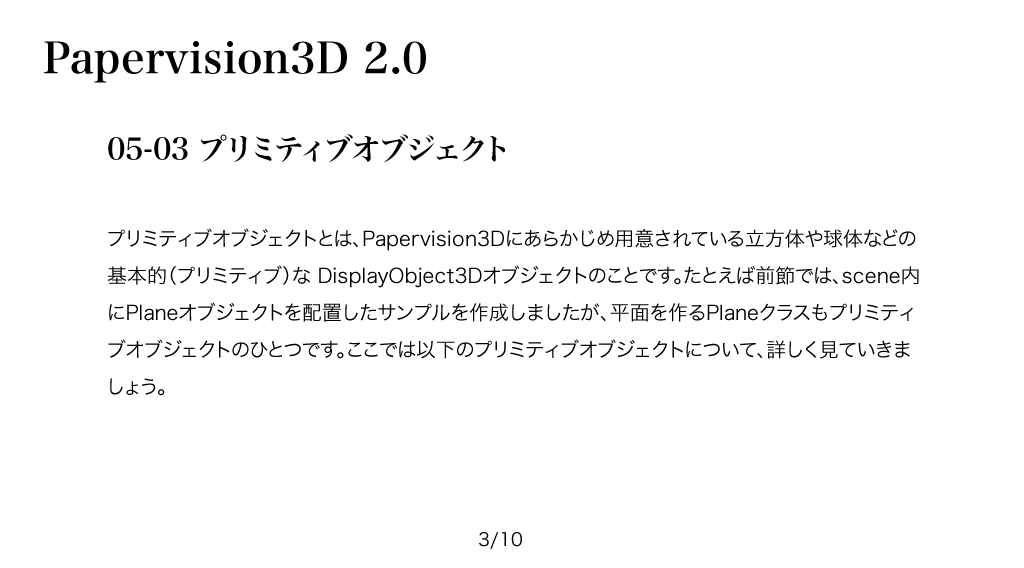 Papervision3D 2.0
05-03 プリミティブオブジェクト
プリミティブオブジェクトとは、Papervision3Dにあらかじめ用意されている立方体や球体などの
基本的（プリミティブ）な DisplayObject3Dオブジェクトのことです。たとえば前節では、scene内
にPlaneオブジェクトを配置したサンプルを作成しましたが、平面を作るPlaneクラスもプリミティ
ブオブジェクトのひとつです。ここでは以下のプリミティブオブジェクトについて、詳しく見ていきま
しょう。
3/10